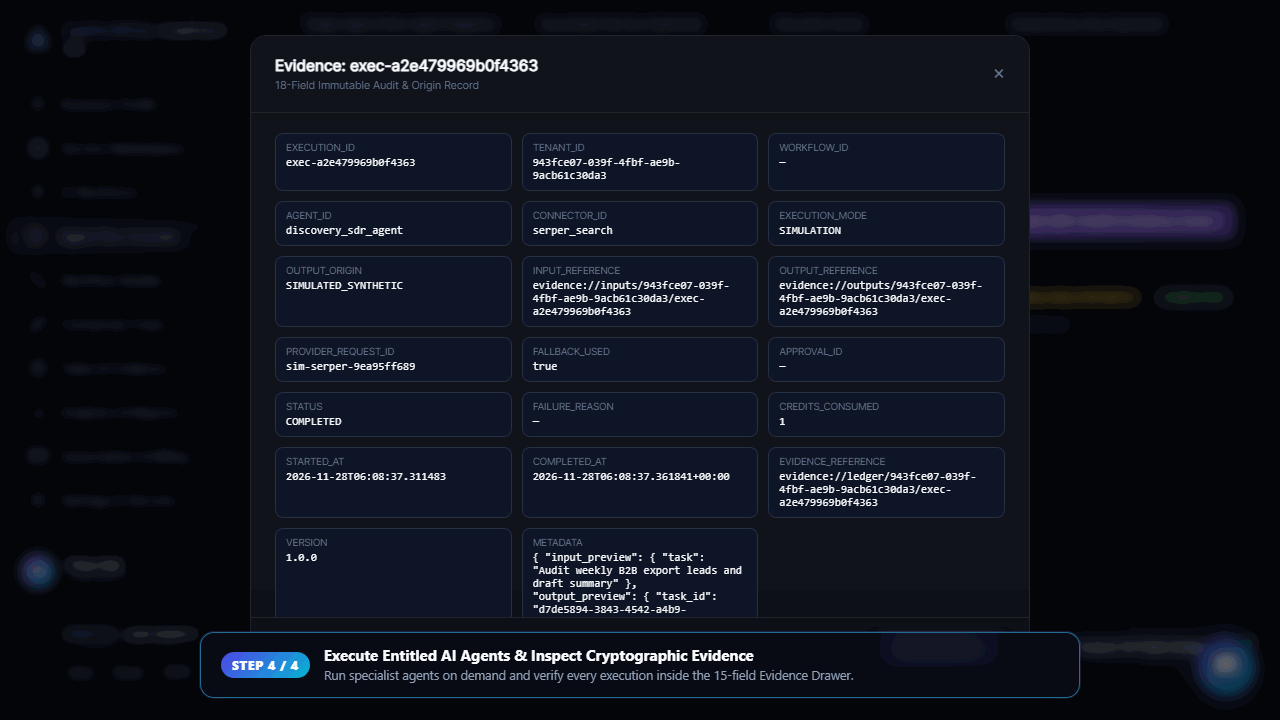 Evidence: exec-a2e479969b0f4363
18-Field Immutable Audit & Origin Record
×
EXECUTION_ID
exec-a2e479969b0f4363
TENANT_ID
943fce07-039f-4fbf-ae9b-
9acb61c30da3
WORKFLOW_ID
—
AGENT_ID
discovery_sdr_agent
CONNECTOR_ID
serper_search
EXECUTION_MODE
SIMULATION
OUTPUT_ORIGIN
SIMULATED_SYNTHETIC
INPUT_REFERENCE
evidence://inputs/943fce07-039f-
4fbf-ae9b-9acb61c30da3/exec-
a2e479969b0f4363
OUTPUT_REFERENCE
evidence://outputs/943fce07-039f-
4fbf-ae9b-9acb61c30da3/exec-
a2e479969b0f4363
PROVIDER_REQUEST_ID
sim-serper-9ea95ff689
FALLBACK_USED
true
APPROVAL_ID
—
STATUS
COMPLETED
FAILURE_REASON
—
CREDITS_CONSUMED
1
STARTED_AT
2026-11-28T06:08:37.311483
COMPLETED_AT
2026-11-28T06:08:37.361841+00:00
EVIDENCE_REFERENCE
evidence://ledger/943fce07-039f-
4fbf-ae9b-9acb61c30da3/exec-
a2e479969b0f4363
VERSION
1.0.0
METADATA
{ "input_preview": { "task":
"Audit weekly B2B export leads and
draft summary" },
"output_preview": { "task_id":
"d7de5894-3843-4542-a4b9-
STEP 4 / 4
Execute Entitled AI Agents & Inspect Cryptographic Evidence
Run specialist agents on demand and verify every execution inside the 15-field Evidence Drawer.